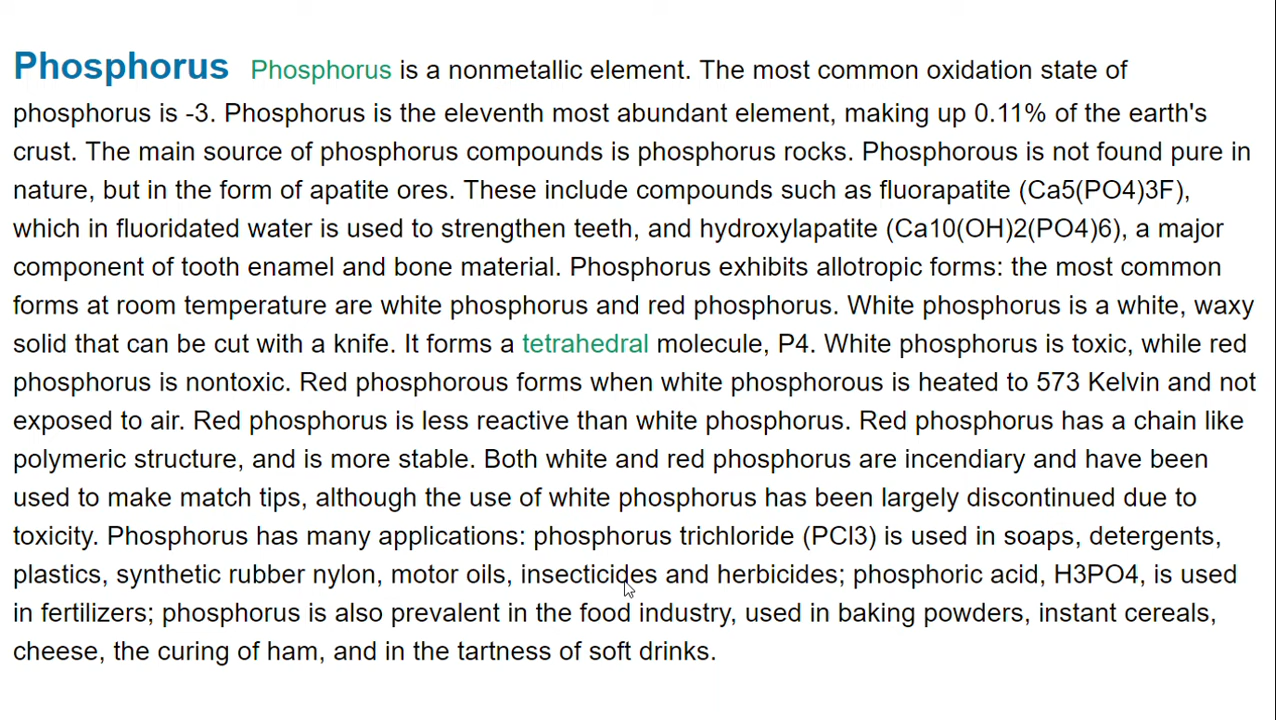 Phosphorus Phosphorus is a nonmetallic element. The most common oxidation state of
phosphorus is -3. Phosphorus is the eleventh most abundant element, making up 0.11% of the earth's
crust. The main source of phosphorus compounds is phosphorus rocks. Phosphorous is not found pure in
nature, but in the form of apatite ores. These include compounds such as fluorapatite (Ca5(PO4)3F),
which in fluoridated water is used to strengthen teeth, and hydroxylapatite (Ca10(OH)2(PO4)6), a major
component of tooth enamel and bone material. Phosphorus exhibits allotropic forms: the most common
forms at room temperature are white phosphorus and red phosphorus. White phosphorus is a white, waxy
solid that can be cut with a knife. It forms a tetrahedral molecule, P4. White phosphorus is toxic, while red
phosphorus is nontoxic. Red phosphorous forms when white phosphorous is heated to 573 Kelvin and not
exposed to air. Red phosphorus is less reactive than white phosphorus. Red phosphorus has a chain like
polymeric structure, and is more stable. Both white and red phosphorus are incendiary and have been
used to make match tips, although the use of white phosphorus has been largely discontinued due to
toxicity. Phosphorus has many applications: phosphorus trichloride (PCl3) is used in soaps, detergents,
plastics, synthetic rubber nylon, motor oils, insecticides and herbicides; phosphoric acid, H3PO4, is used
in fertilizers; phosphorus is also prevalent in the food industry, used in baking powders, instant cereals,
cheese, the curing of ham, and in the tartness of soft drinks.